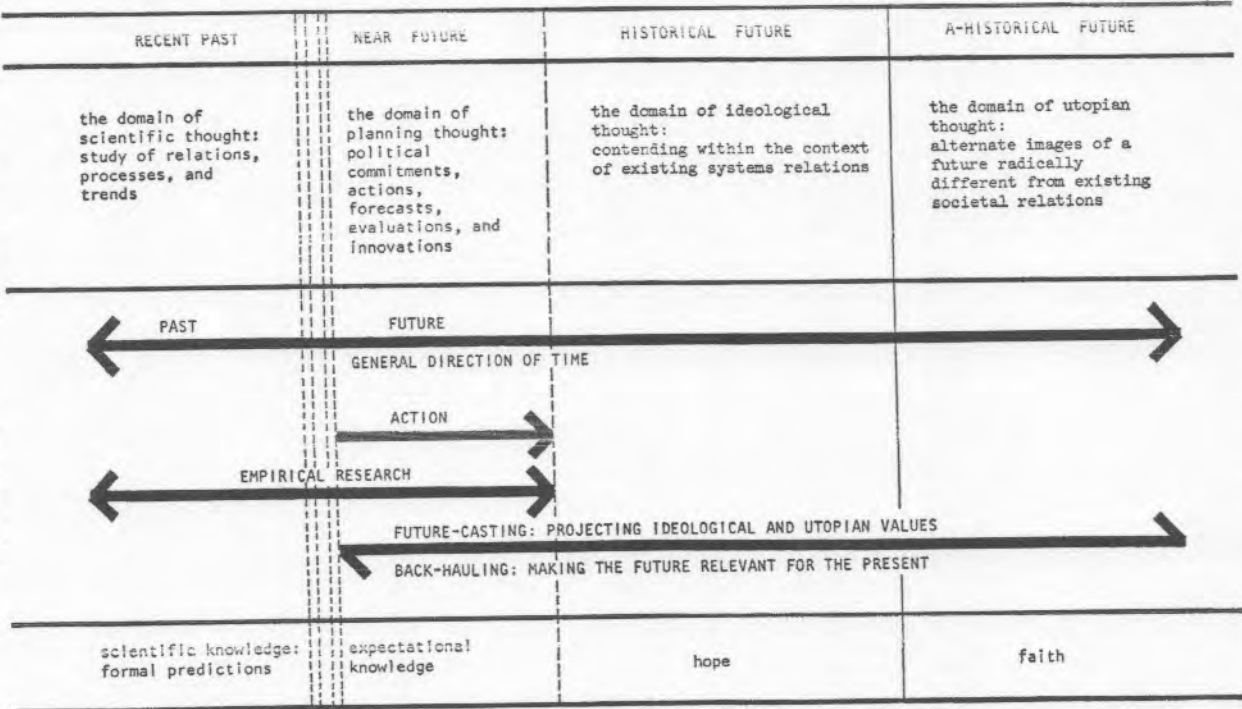 RECENT PAST
NEAR FUTURE
HISTORICAL FUTURE
A-HISTORICAL FUTURE
the domain of
scientific thought:
study of relations,
processes, and
trends
the domain of
planning thought:
political
commitments,
actions,
forecasts,
evaluations, and
innovations
the domain of ideological
thought:
contending within the context
of existing systems relations
the domain of utopian
thought:
alternate images of a
future radically
different from existing
societal relations
PAST
FUTURE
GENERAL DIRECTION OF TIME
ACTION
EMPIRICAL RESEARCH
FUTURE-CASTING: PROJECTING IDEOLOGICAL AND UTOPIAN VALUES
BACK-HAULING: MAKING THE FUTURE RELEVANT FOR THE PRESENT
scientific knowledge:
formal predictions
expectational
knowledge
hope
faith